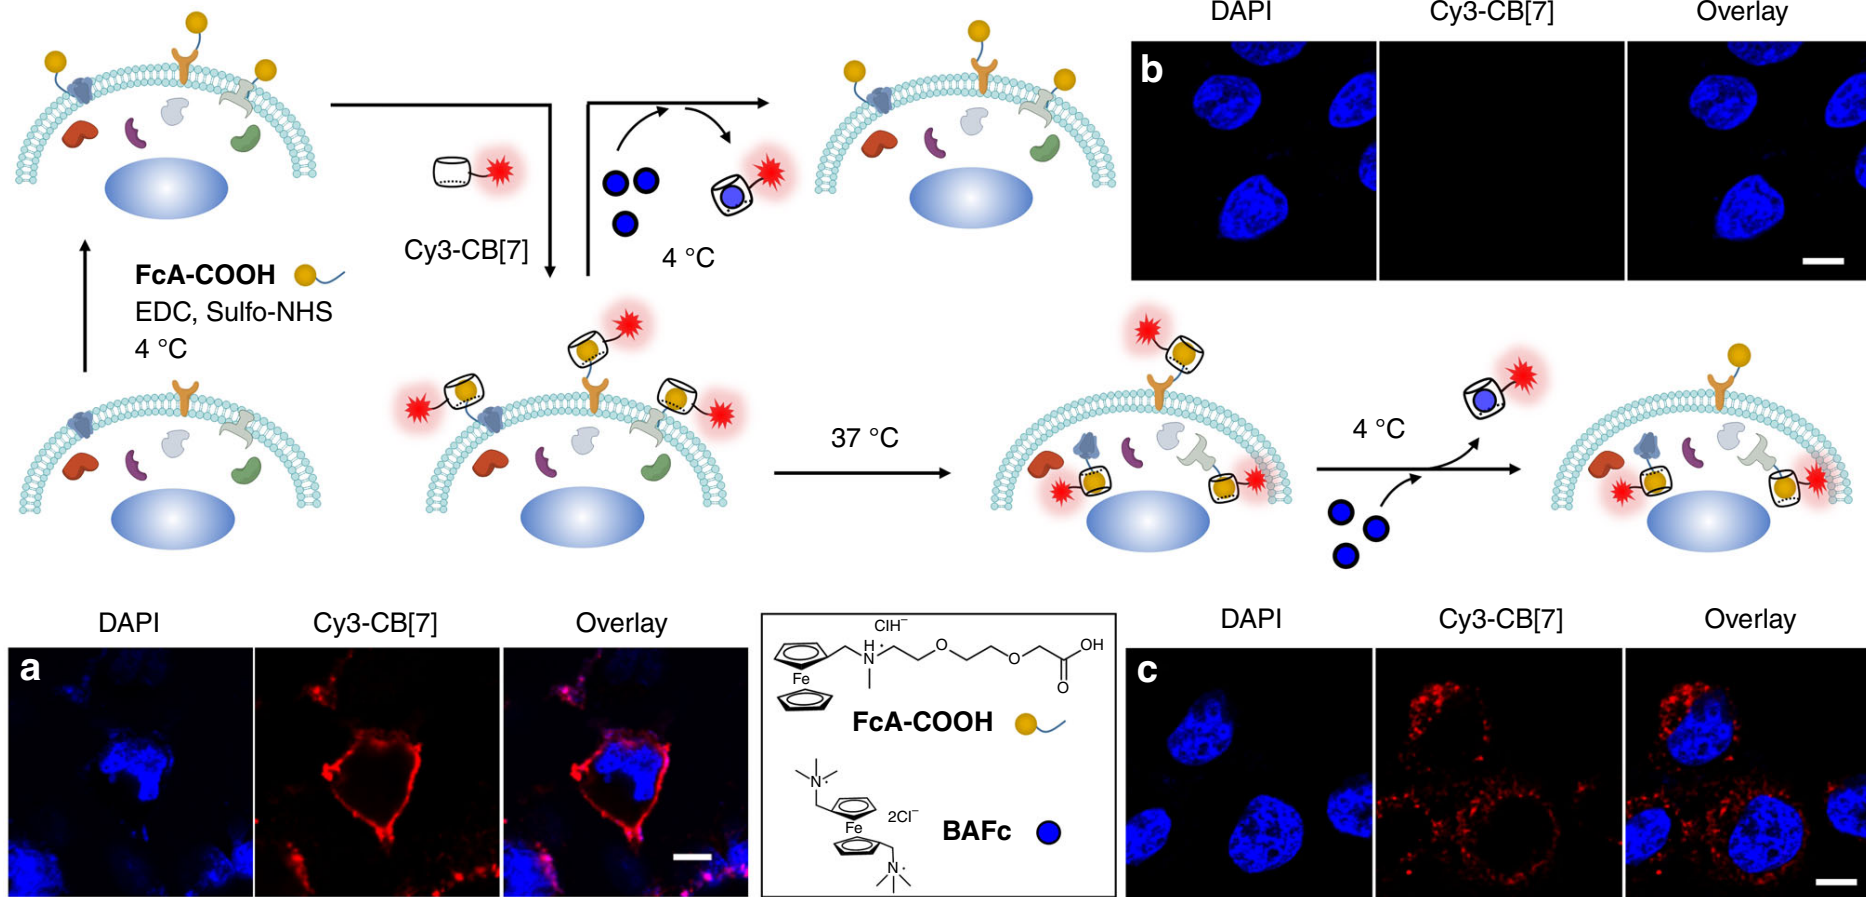 DAPI Cy3-CB[7] Overlay
b
Cy3-CB[7]
4 °C
FcA-COOH
EDC, Sulfo-NHS
4 °C
37 °C
4 °C
DAPI Cy3-CB[7] Overlay
a
ClH⁻
H
N
O
O
OH
O
Fe
FcA-COOH
N
Fe
2Cl⁻
N
BAFc
DAPI Cy3-CB[7] Overlay
c